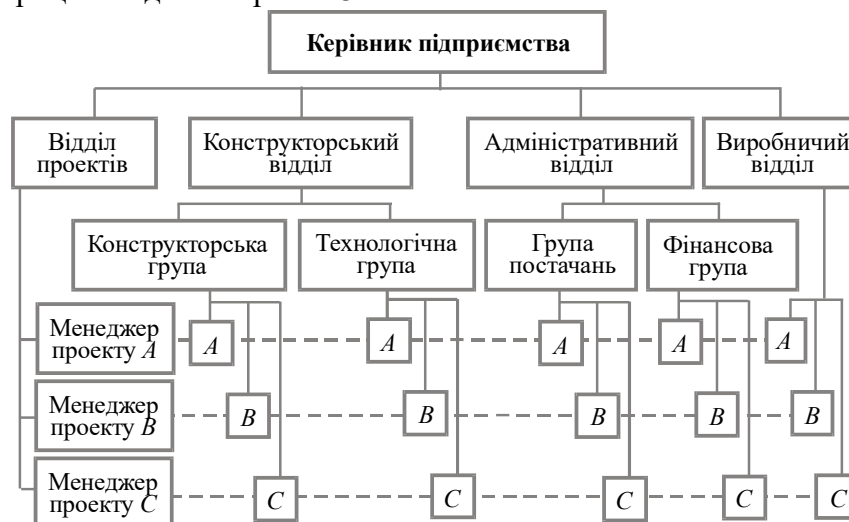 Керівник підприємства
Відділ
проектів
Конструкторський
відділ
Адміністративний
відділ
Виробничий
відділ
Конструкторська
група
Технологічна
група
Група
постачань
Фінансова
група
Менеджер
проекту А
А
А
А
А
А
Менеджер
проекту В
В
В
В
В
В
Менеджер
проекту С
С
С
С
С
С